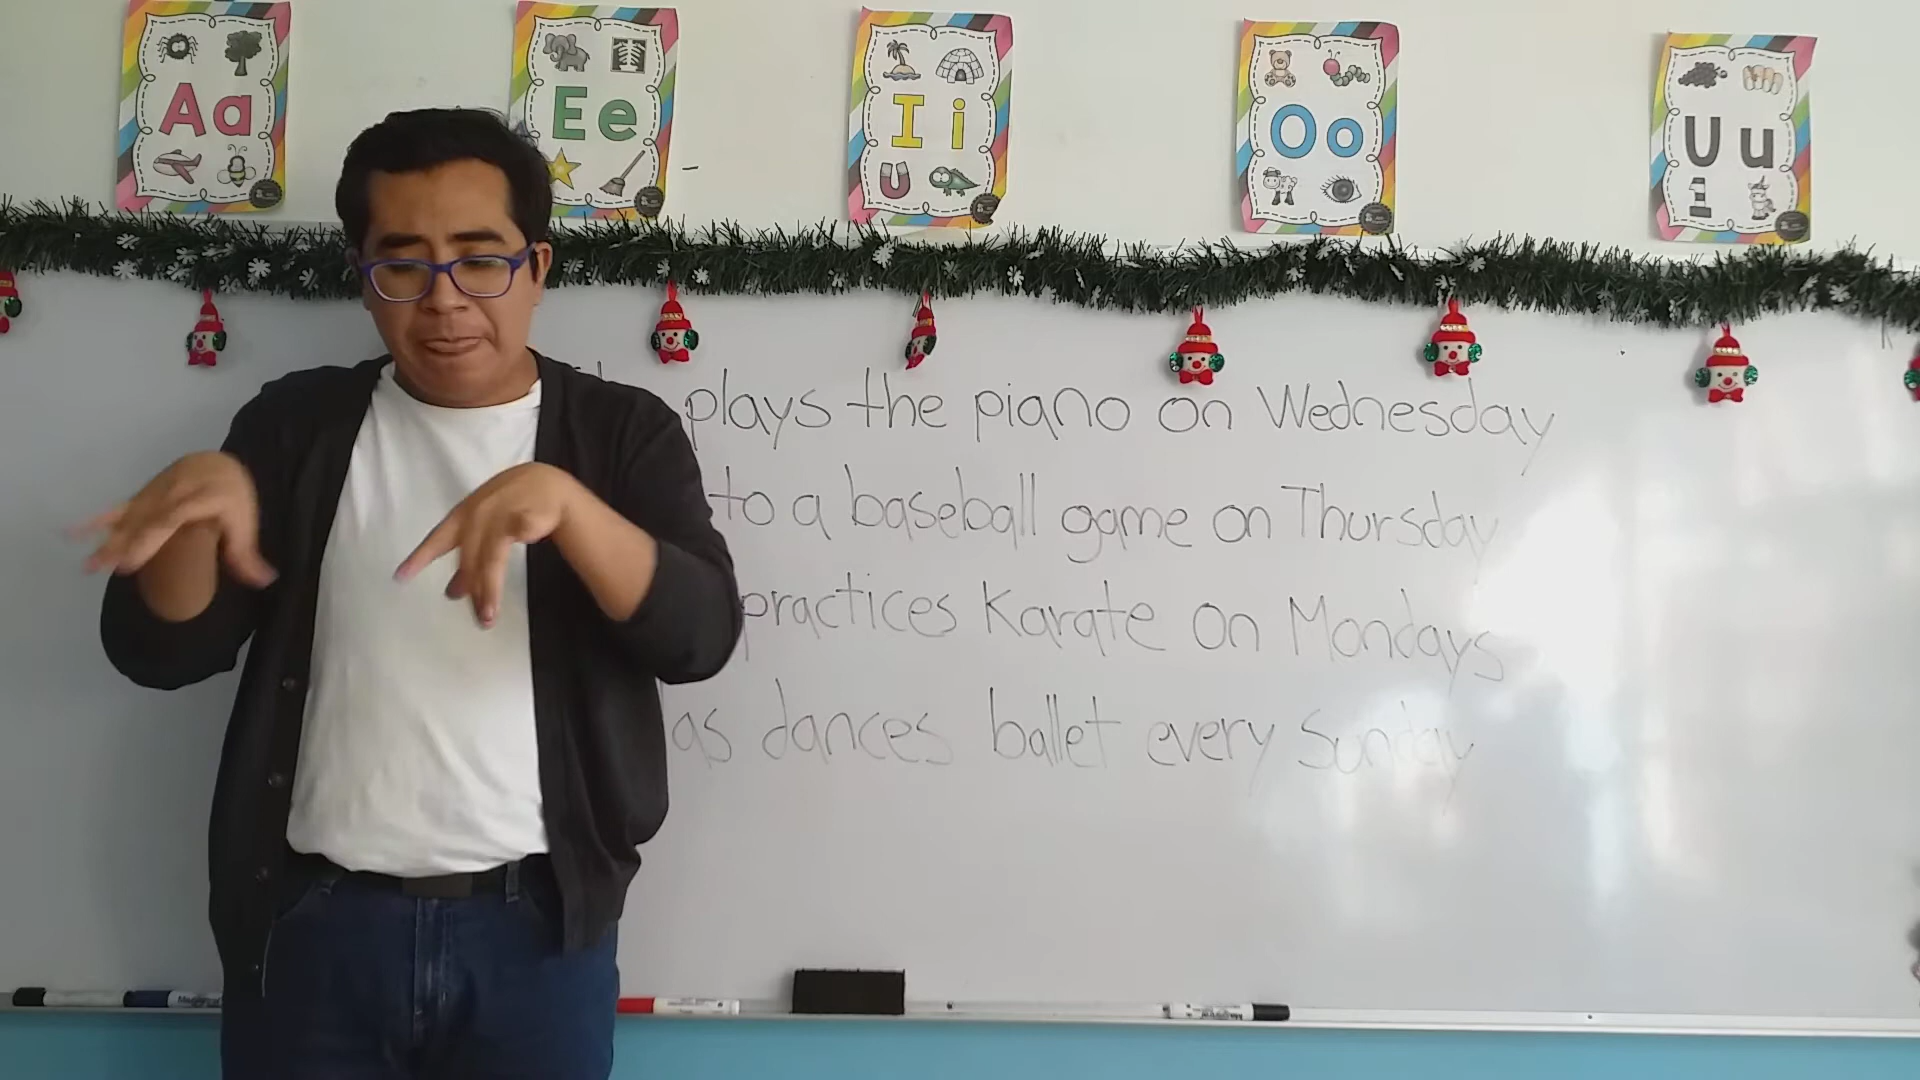 Aa
Ee
Ii
Oo
Uu
plays the piano on Wednesday
to a baseball game on Thursday
practices Karate on Mondays
as dances ballet every Sunday